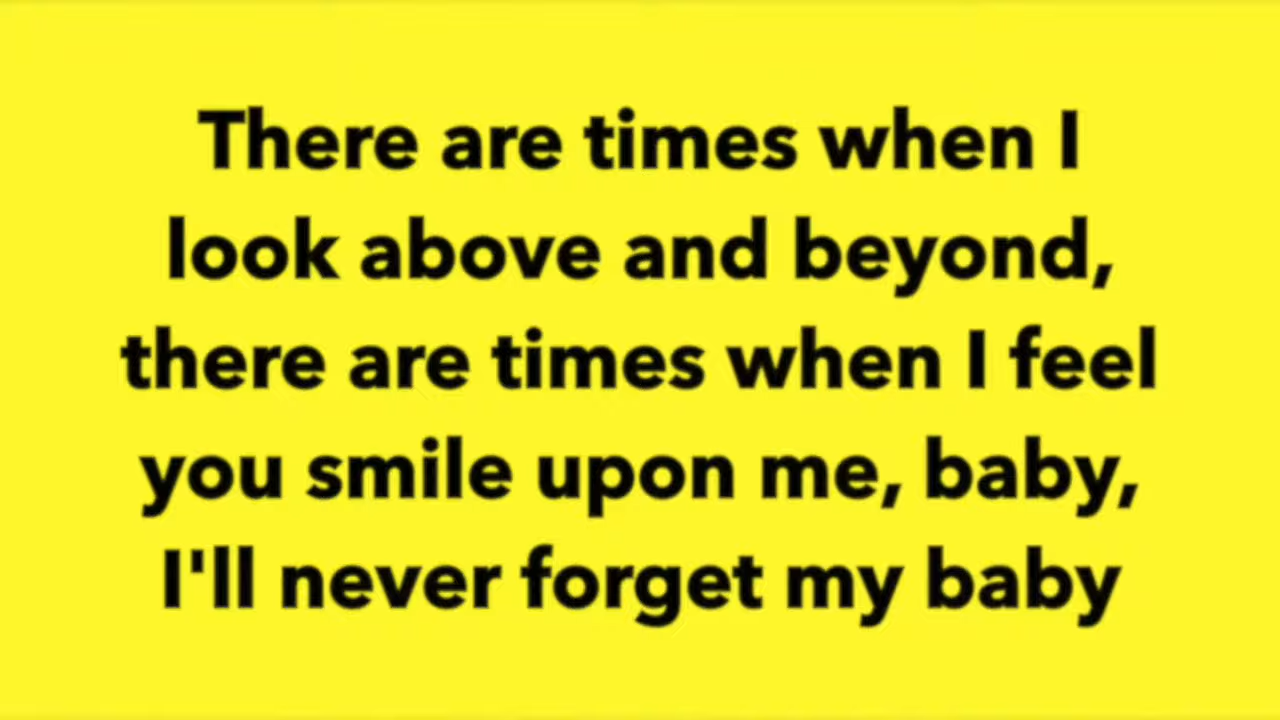 There are times when I
look above and beyond,
there are times when I feel
you smile upon me, baby,
I'll never forget my baby